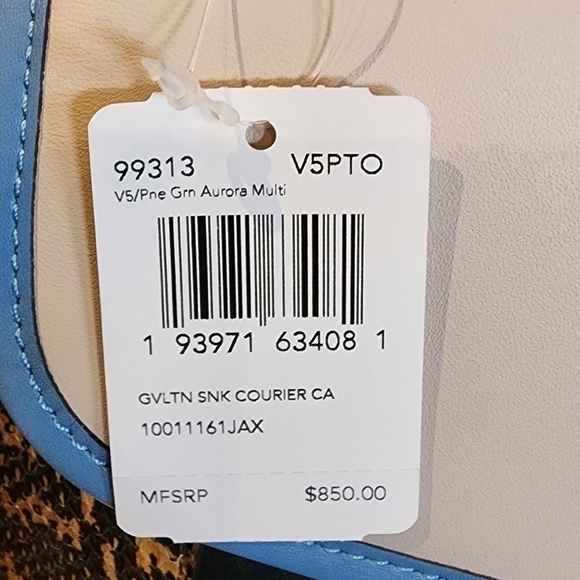 99313 V5PTO
V5/Pne Grn Aurora Multi
1 93971 63408 1
GVLTN SNK COURIER CA
10011161JAX
MFSRP $850.00